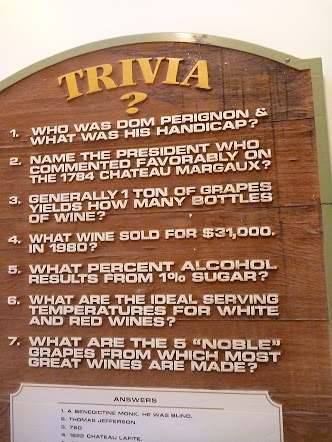 TRIVIA
?
1. WHO WAS DOM PERIGNON &
WHAT WAS HIS HANDICAP?
2. NAME THE PRESIDENT WHO
COMMENTED FAVORABLY ON
THE 1784 CHATEAU MARGAUX?
3. GENERALLY 1 TON OF GRAPES
YIELDS HOW MANY BOTTLES
OF WINE?
4. WHAT WINE SOLD FOR $31,000.
IN 1980?
5. WHAT PERCENT ALCOHOL
RESULTS FROM 1% SUGAR?
6. WHAT ARE THE IDEAL SERVING
TEMPERATURES FOR WHITE
AND RED WINES?
7. WHAT ARE THE 5 "NOBLE"
GRAPES FROM WHICH MOST
GREAT WINES ARE MADE?
ANSWERS
1. A BENEDICTINE MONK. HE WAS BLIND.
2. THOMAS JEFFERSON
3. 760
4. 1822 CHATEAU LAFITE.